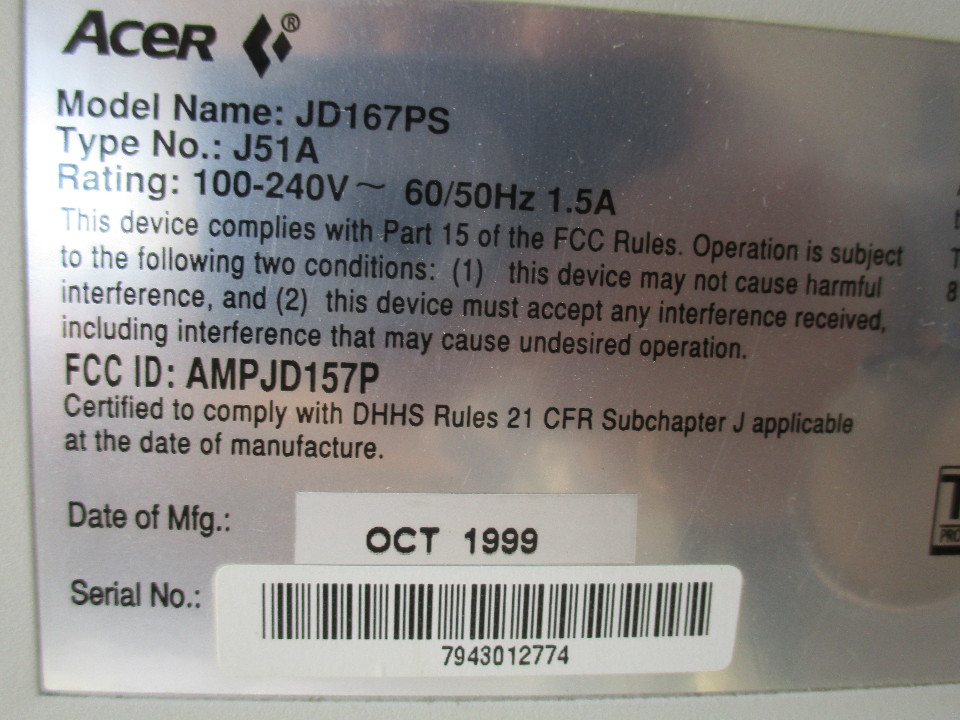 ACER ®
Model Name: JD167PS
Type No.: J51A
Rating: 100-240V~ 60/50Hz 1.5A
This device complies with Part 15 of the FCC Rules. Operation is subject
to the following two conditions: (1) this device may not cause harmful
interference, and (2) this device must accept any interference received,
including interference that may cause undesired operation.
FCC ID: AMPJD157P
Certified to comply with DHHS Rules 21 CFR Subchapter J applicable
at the date of manufacture.
Date of Mfg.: OCT 1999
Serial No.:
7943012774